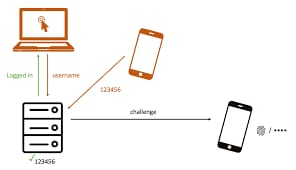 Logged in
username
123456
challenge
/ ••••
✓123456